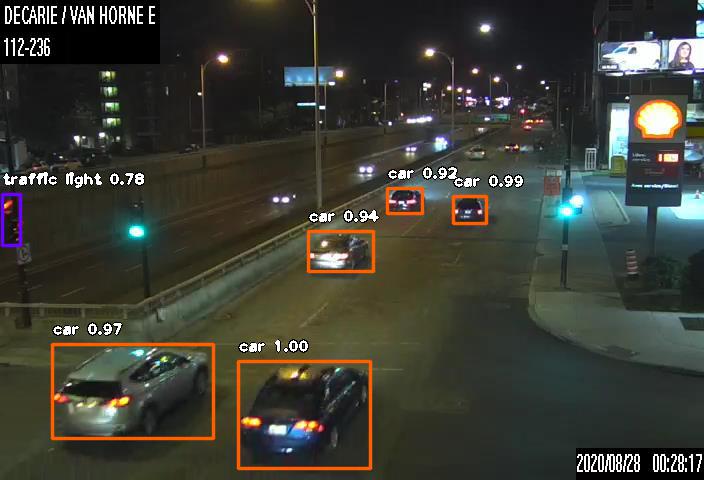 DECARIE / VAN HORNE E
112-236
traffic light 0.78
car 0.92
car 0.99
car 0.94
car 0.97
car 1.00
2020/08/28 00:28:17